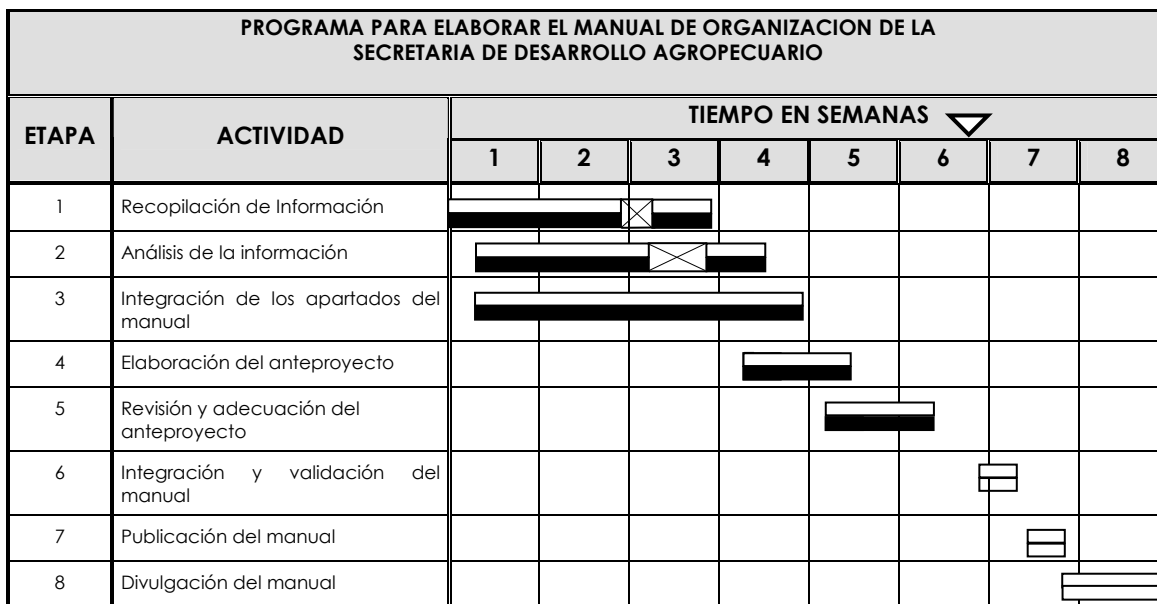 PROGRAMA PARA ELABORAR EL MANUAL DE ORGANIZACION DE LA
SECRETARIA DE DESARROLLO AGROPECUARIO
ETAPA
ACTIVIDAD
TIEMPO EN SEMANAS
1 2 3 4 5 6 7 8
1 Recopilación de Información
2 Análisis de la información
3 Integración de los apartados del
manual
4 Elaboración del anteproyecto
5 Revisión y adecuación del
anteproyecto
6 Integración y validación del
manual
7 Publicación del manual
8 Divulgación del manual